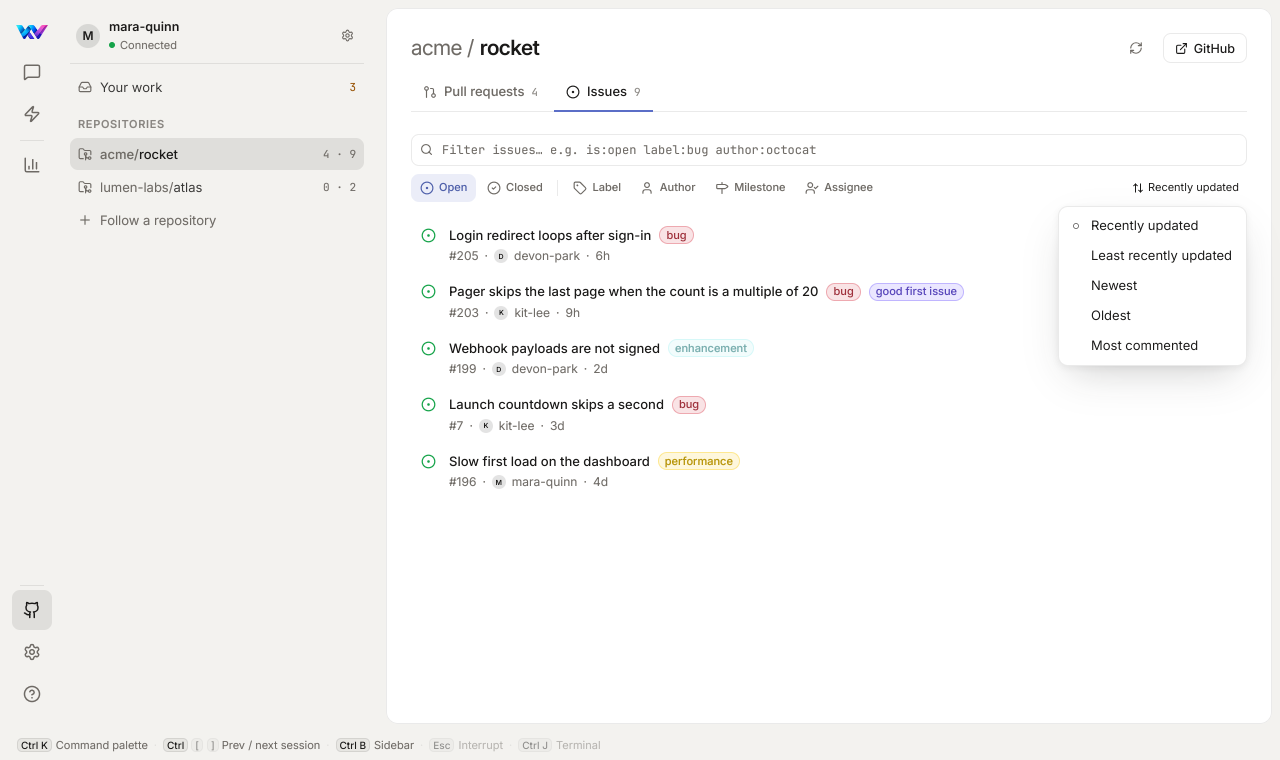 M mara-quinn
Connected
Your work 3
REPOSITORIES
acme/rocket 4 · 9
lumen-labs/atlas 0 · 2
Follow a repository
acme / rocket
GitHub
Pull requests 4
Issues 9
Filter issues… e.g. is:open label:bug author:octocat
Open Closed Label Author Milestone Assignee Recently updated
Recently updated
Least recently updated
Newest
Oldest
Most commented
Login redirect loops after sign-in bug
#205 · D devon-park · 6h
Pager skips the last page when the count is a multiple of 20 bug good first issue
#203 · K kit-lee · 9h
Webhook payloads are not signed enhancement
#199 · D devon-park · 2d
Launch countdown skips a second bug
#7 · K kit-lee · 3d
Slow first load on the dashboard performance
#196 · M mara-quinn · 4d
Ctrl K Command palette · Ctrl [ ] Prev / next session · Ctrl B Sidebar · Esc Interrupt · Ctrl J Terminal